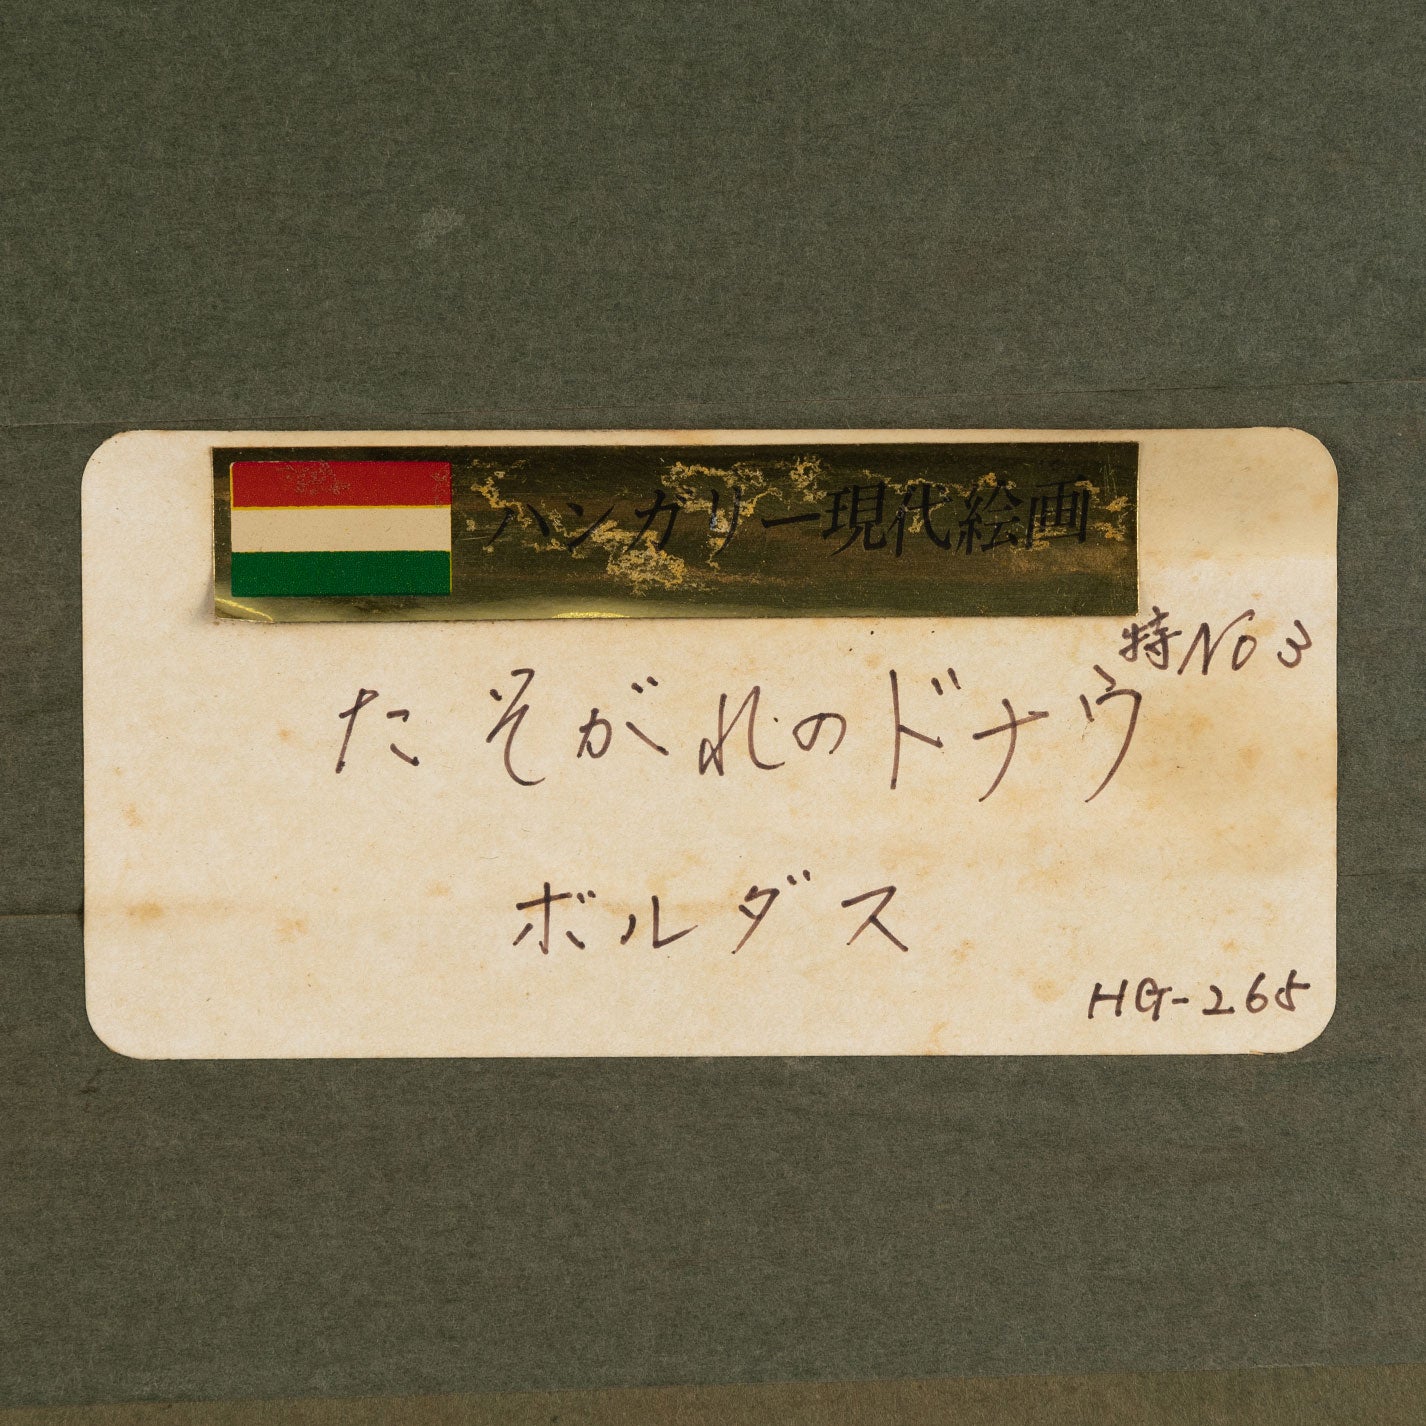 ハンガリー現代絵画
特No 3
たそがれのドナウ
ボルダス
HG-265